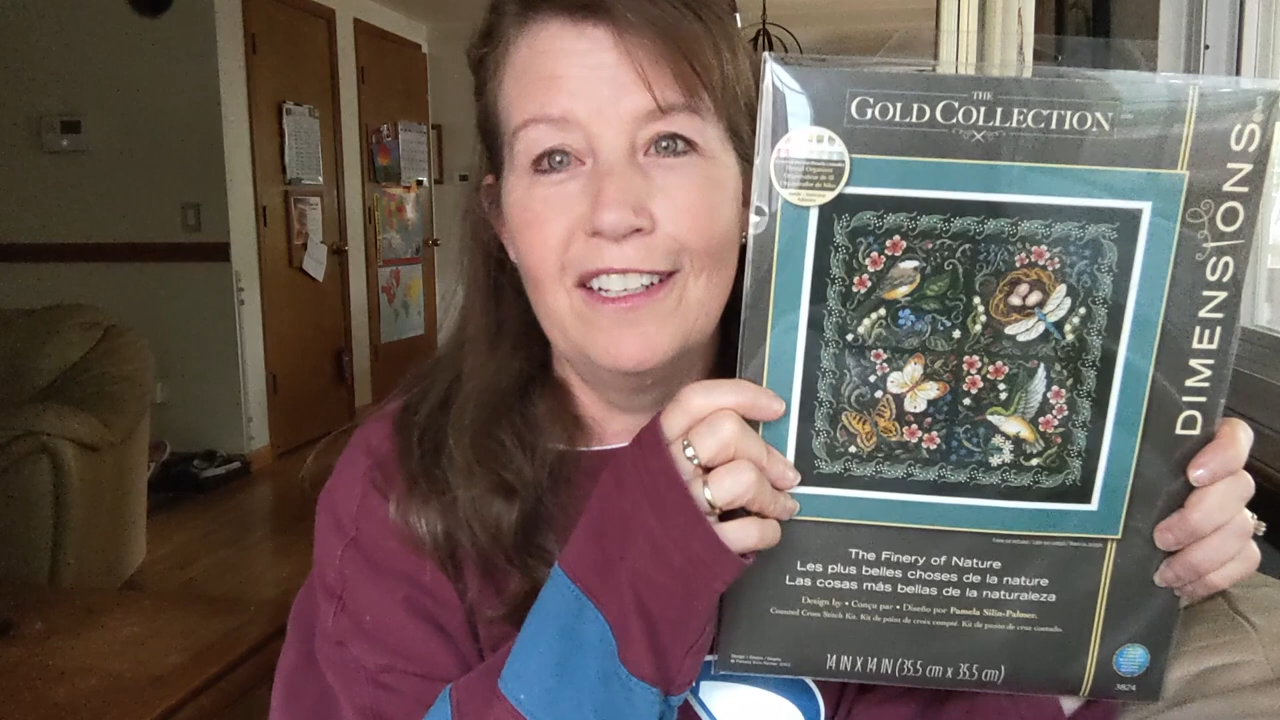 THE
GOLD COLLECTION
DIMENSIONS
The Finery of Nature
Les plus belles choses de la nature
Las cosas más bellas de la naturaleza
Design by • Conçu par • Diseño por Pamela Silin-Palmer.
Counted Cross Stitch Kit. Kit de point de croix compté. Kit de punto de cruz contado.
14 IN X 14 IN (35.5 cm x 35.5 cm)
3824